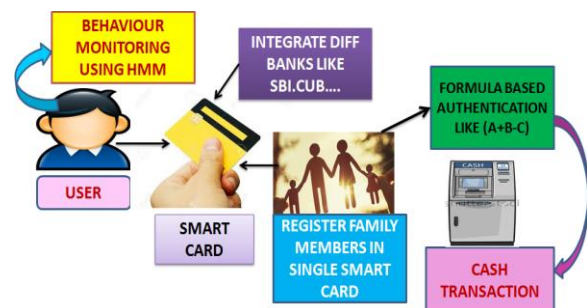 BEHAVIOUR
MONITORING
USING HMM
INTEGRATE DIFF
BANKS LIKE
SBI.CUB....
FORMULA BASED
AUTHENTICATION
LIKE (A+B-C)
CASH
USER
SMART
CARD
REGISTER FAMILY
MEMBERS IN
SINGLE SMART
CARD
CASH
TRANSACTION